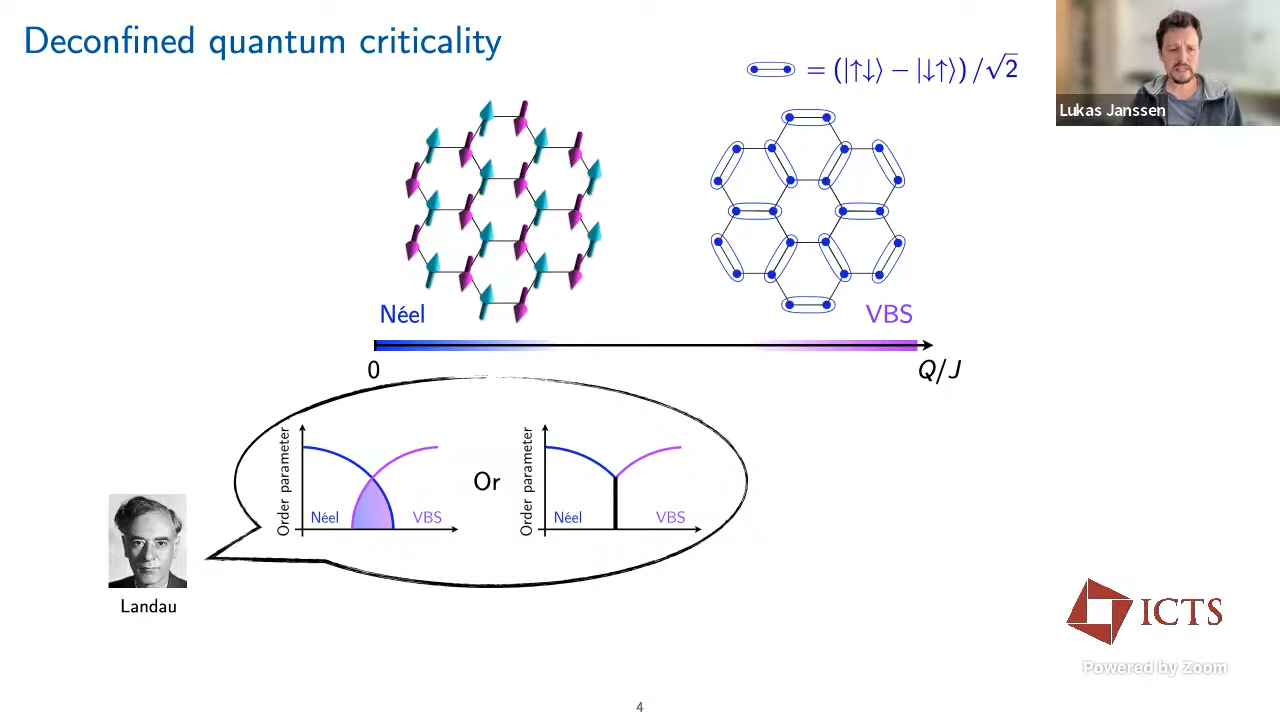 Deconfined quantum criticality
= (|↑↓⟩ − |↓↑⟩) /√2
Lukas Janssen
Néel
VBS
0
Q/J
Order parameter
Néel
VBS
Or
Order parameter
Néel
VBS
Landau
ICTS
Powered by Zoom
4